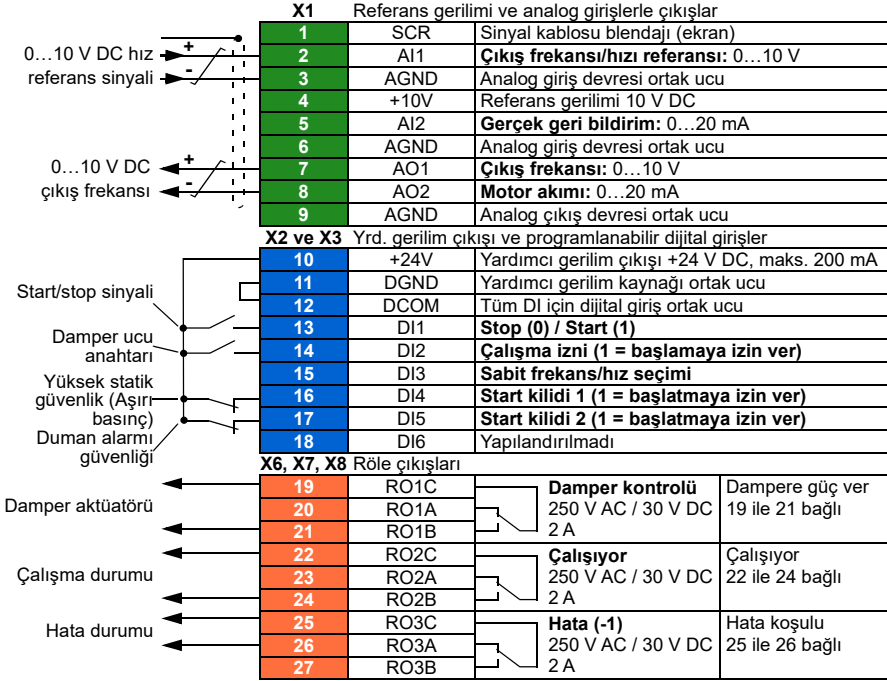 X1 Referans gerilimi ve analog girişlerle çıkışlar
1 SCR Sinyal kablosu blendajı (ekran)
0…10 V DC hız + 2 AI1 Çıkış frekansı/hızı referansı: 0…10 V
referans sinyali - 3 AGND Analog giriş devresi ortak ucu
4 +10V Referans gerilimi 10 V DC
5 AI2 Gerçek geri bildirim: 0…20 mA
6 AGND Analog giriş devresi ortak ucu
0…10 V DC + 7 AO1 Çıkış frekansı: 0…10 V
çıkış frekansı - 8 AO2 Motor akımı: 0…20 mA
9 AGND Analog çıkış devresi ortak ucu
X2 ve X3 Yrd. gerilim çıkışı ve programlanabilir dijital girişler
10 +24V Yardımcı gerilim çıkışı +24 V DC, maks. 200 mA
11 DGND Yardımcı gerilim kaynağı ortak ucu
Start/stop sinyali
12 DCOM Tüm DI için dijital giriş ortak ucu
13 DI1 Stop (0) / Start (1)
Damper ucu
anahtarı
14 DI2 Çalışma izni (1 = başlamaya izin ver)
15 DI3 Sabit frekans/hız seçimi
Yüksek statik
güvenlik (Aşırı
basınç)
16 DI4 Start kilidi 1 (1 = başlatmaya izin ver)
17 DI5 Start kilidi 2 (1 = başlatmaya izin ver)
Duman alarmı
güvenliği
18 DI6 Yapılandırılmadı
X6, X7, X8 Röle çıkışları
19 RO1C Damper kontrolü Dampere güç ver
Damper aktüatörü 20 RO1A 250 V AC / 30 V DC 19 ile 21 bağlı
21 RO1B 2 A
22 RO2C Çalışıyor Çalışıyor
Çalışma durumu 23 RO2A 250 V AC / 30 V DC 22 ile 24 bağlı
24 RO2B 2 A
25 RO3C Hata (-1) Hata koşulu
Hata durumu 26 RO3A 250 V AC / 30 V DC 25 ile 26 bağlı
27 RO3B 2 A